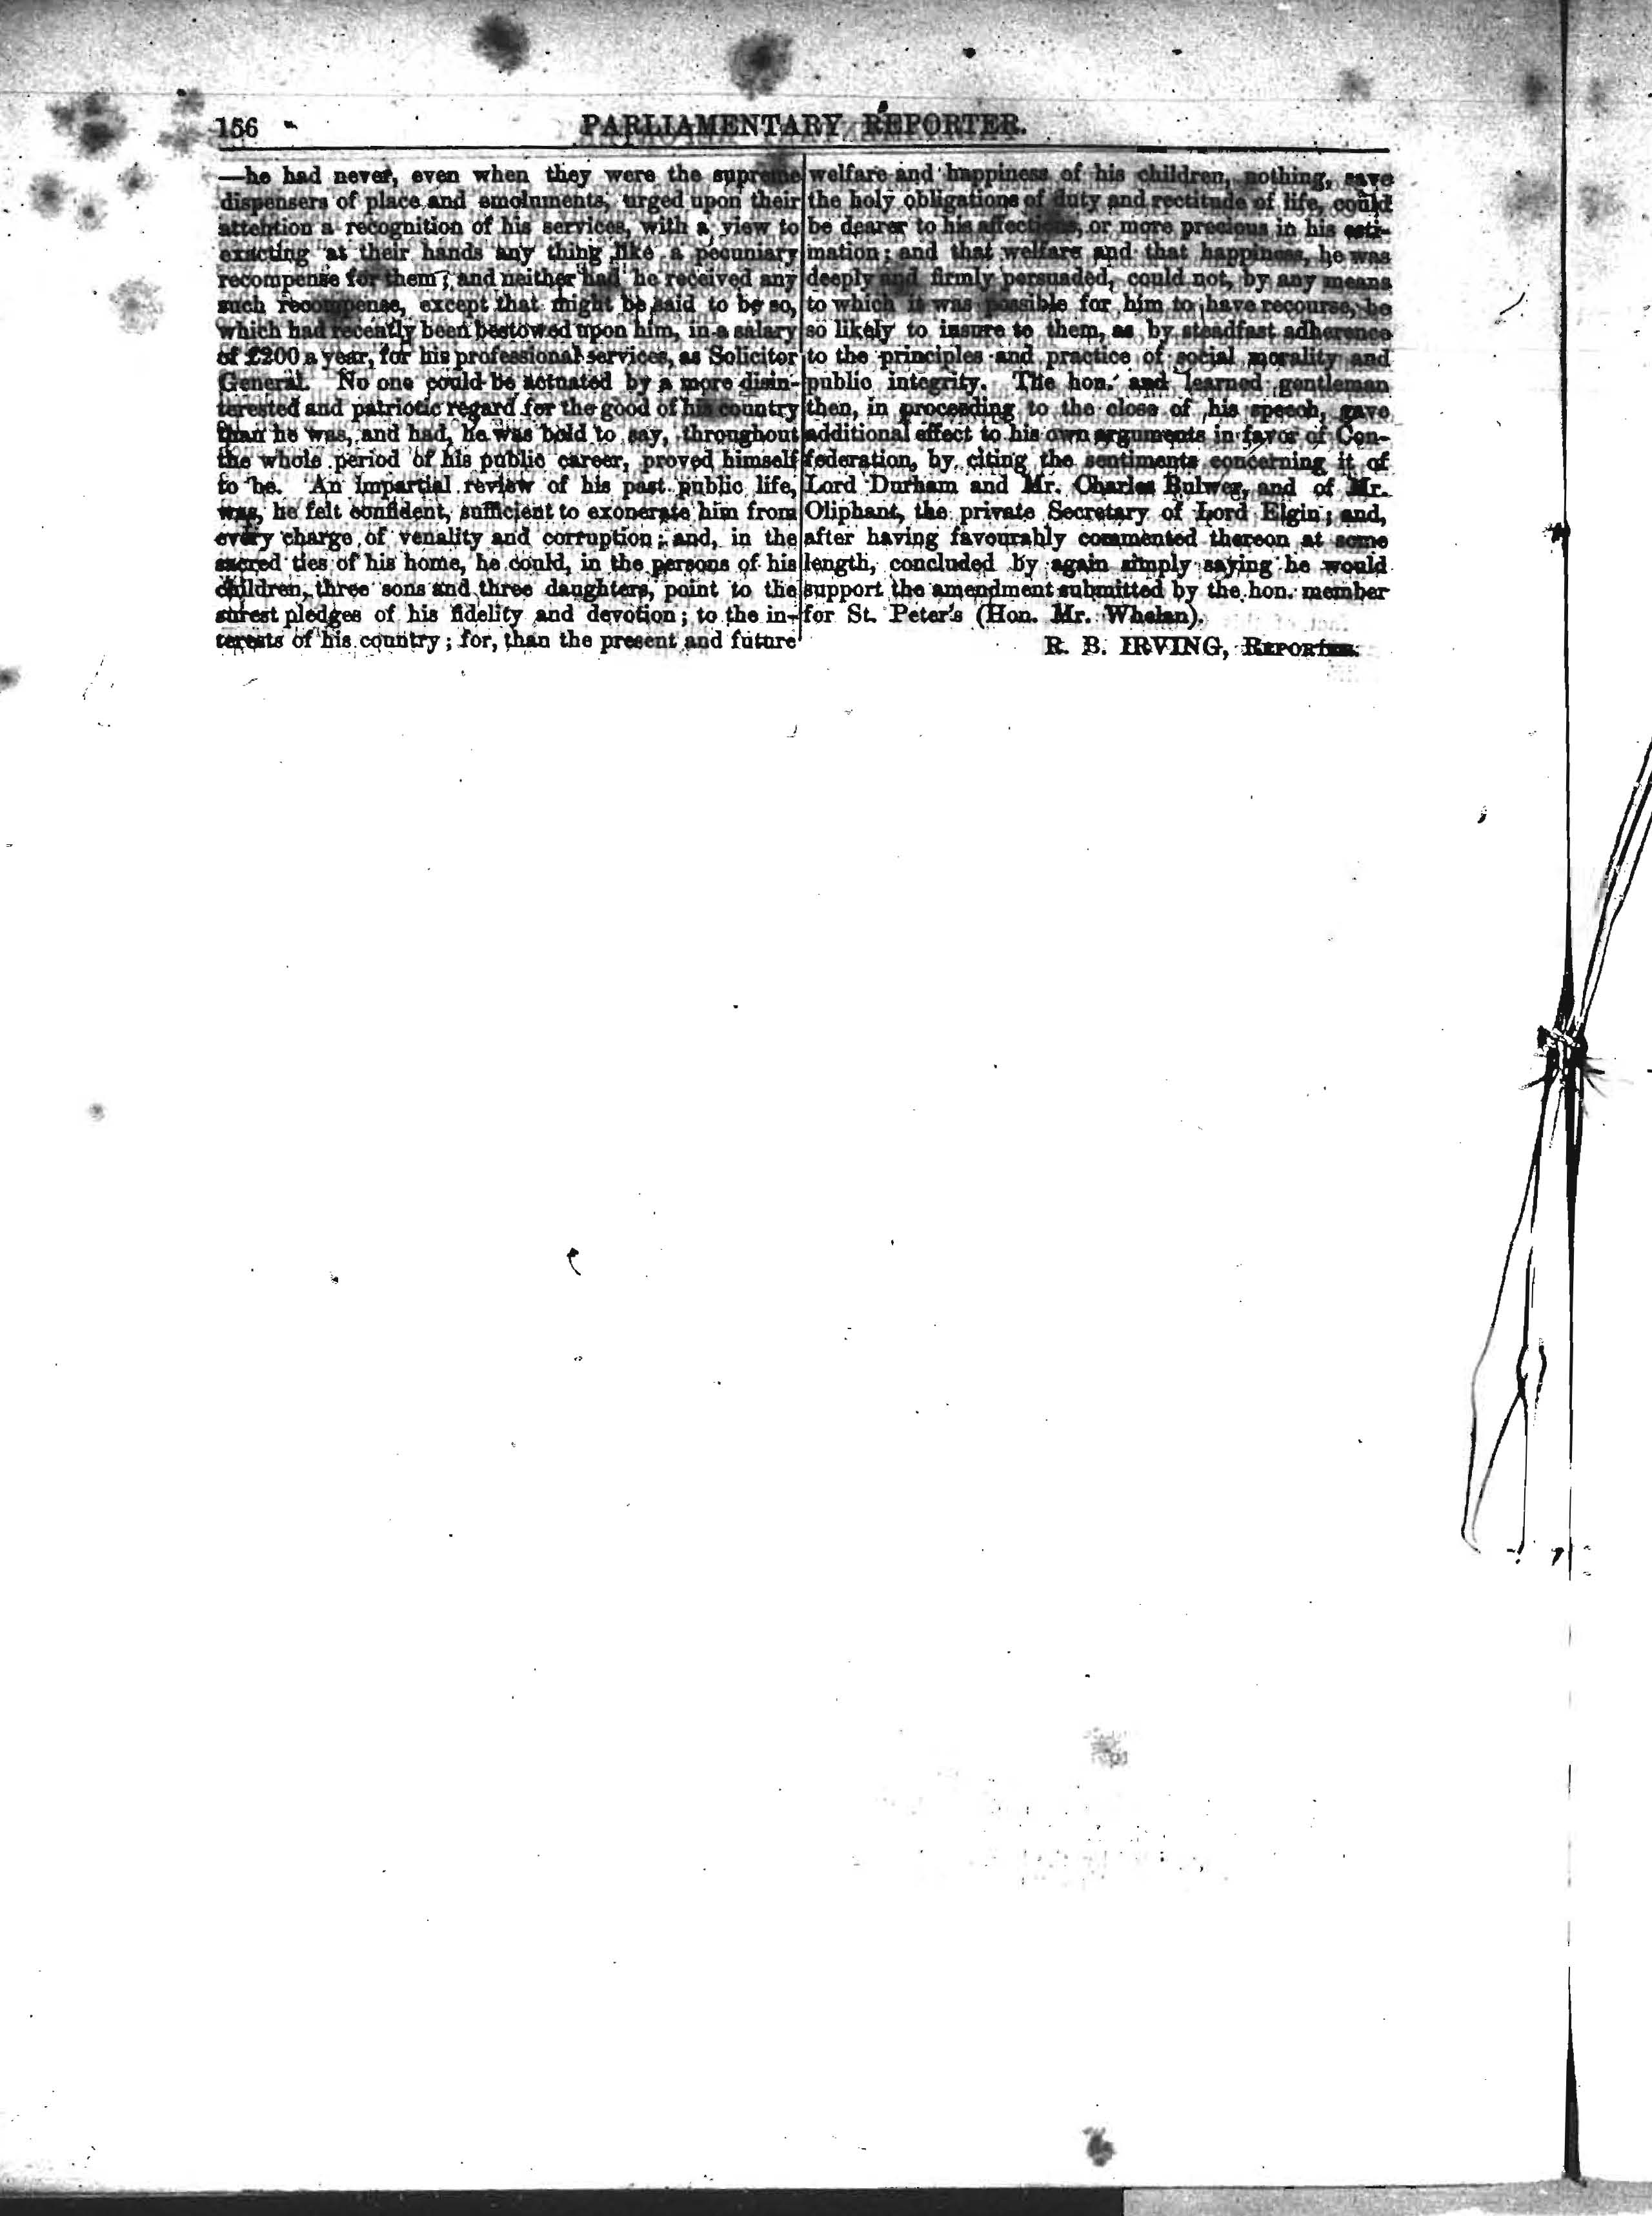 156
PARLIAMENTARY REPORTER.
—he had never, even when they were the supreme
dispensers of place and emoluments, urged upon their
attention a recognition of his services, with a view to
exacting at their hands any thing like a pecuniary
recompense for them; and neither had he received any
such recompense, except that might be said to be so,
which had recently been bestowed upon him, in a salary
of £200 a year, for his professional services, as Solicitor
General. No one could be actuated by a more disin-
terested and patriotic regard for the good of his country
than he was, and had, he was bold to say, throughout
the whole period of his public career, proved himself
to be. An impartial review of his past public life,
was, he felt confident, sufficient to exonerate him from
every charge of venality and corruption; and, in the
sacred ties of his home, he could, in the persons of his
children, three sons and three daughters, point to the
surest pledges of his fidelity and devotion; to the in-
terests of his country; for, than the present and future
welfare and happiness of his children, nothing, save
the holy obligations of duty and rectitude of life, could
be dearer to his affections, or more precious in his esti-
mation; and that welfare and that happiness, he was
deeply and firmly persuaded, could not, by any means
to which it was possible for him to have recourse, be
so likely to insure to them, as by steadfast adherence
to the principles and practice of social morality and
public integrity. The hon. and learned gentleman
then, in proceeding to the close of his speech, gave
additional effect to his own arguments in favor of Con-
federation, by citing the sentiments concerning it of
Lord Durham and Mr. Charles Bulwer, and of Mr.
Oliphant, the private Secretary of Lord Elgin; and,
after having favourably commented thereon at some
length, concluded by again simply saying he would
support the amendment submitted by the hon. member
for St. Peter's (Hon. Mr. Whelan).
R. B. IRVING, REPORTER.